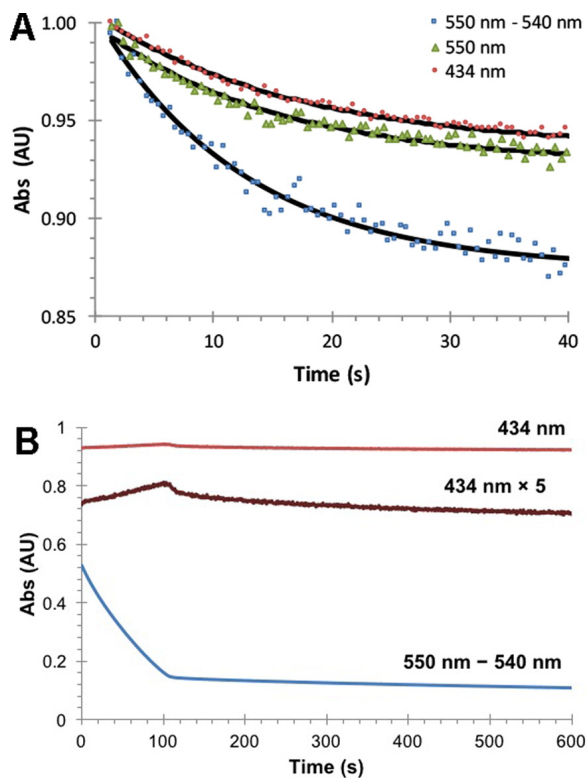 A
550 nm - 540 nm
550 nm
434 nm
1.00
0.95
0.90
0.85
Abs (AU)
0 10 20 30 40
Time (s)
B
434 nm
434 nm × 5
550 nm − 540 nm
1
0.8
0.6
0.4
0.2
0
Abs (AU)
0 100 200 300 400 500 600
Time (s)